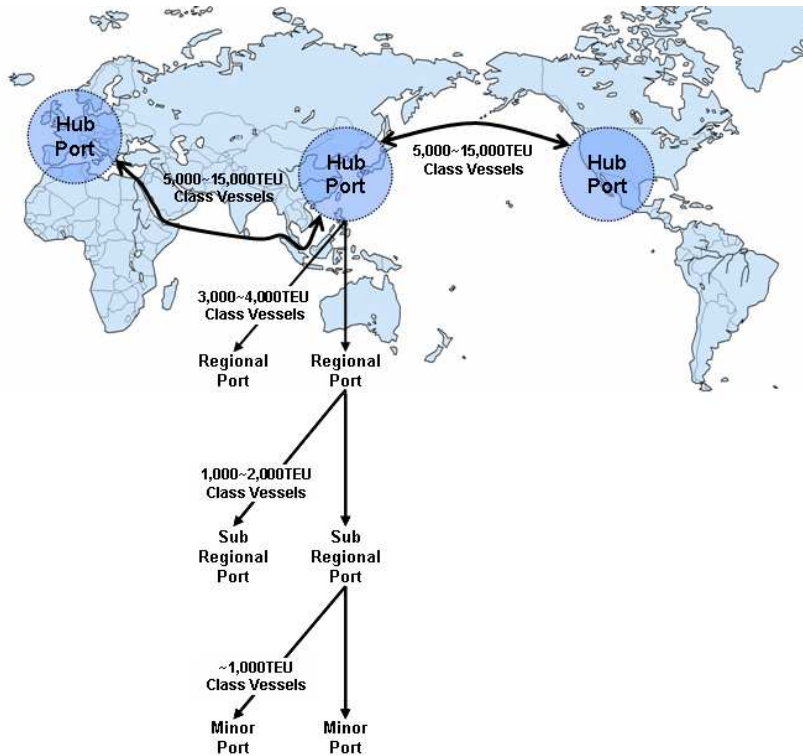 Hub
Port
5,000~15,000TEU
Class Vessels
Hub
Port
5,000~15,000TEU
Class Vessels
Hub
Port
3,000~4,000TEU
Class Vessels
Regional
Port
Regional
Port
1,000~2,000TEU
Class Vessels
Sub
Regional
Port
Sub
Regional
Port
~1,000TEU
Class Vessels
Minor
Port
Minor
Port